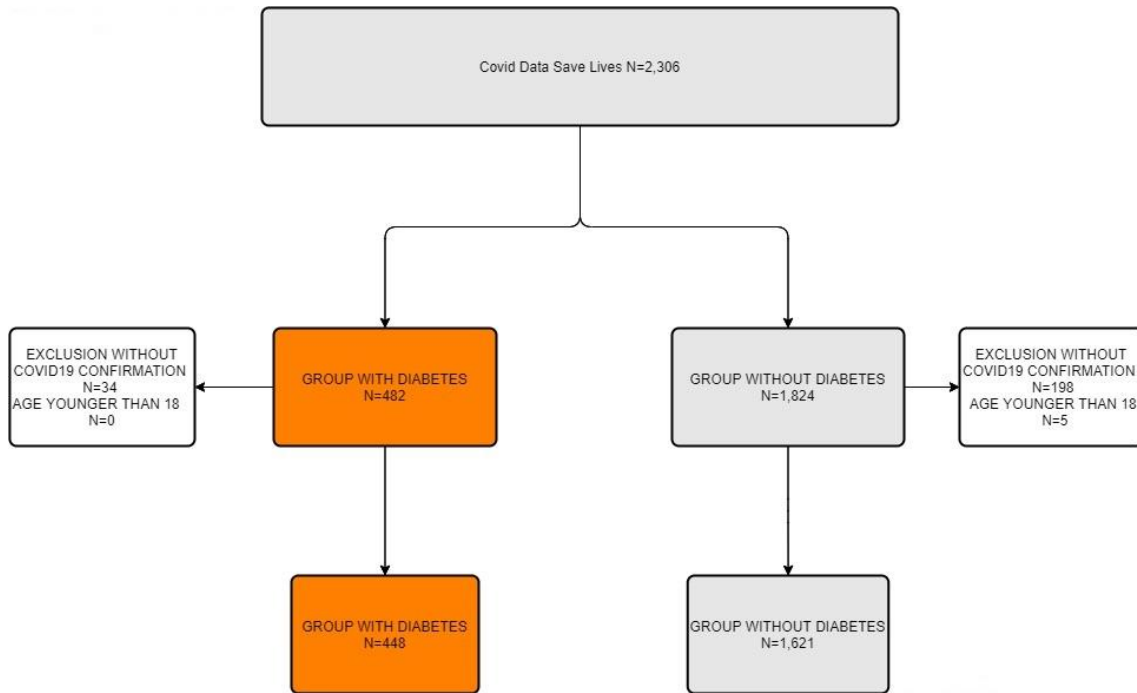 Covid Data Save Lives N=2,306
EXCLUSION WITHOUT
COVID19 CONFIRMATION
N=34
AGE YOUNGER THAN 18
N=0
GROUP WITH DIABETES
N=482
GROUP WITHOUT DIABETES
N=1,824
EXCLUSION WITHOUT
COVID19 CONFIRMATION
N=198
AGE YOUNGER THAN 18
N=5
GROUP WITH DIABETES
N=448
GROUP WITHOUT DIABETES
N=1,621